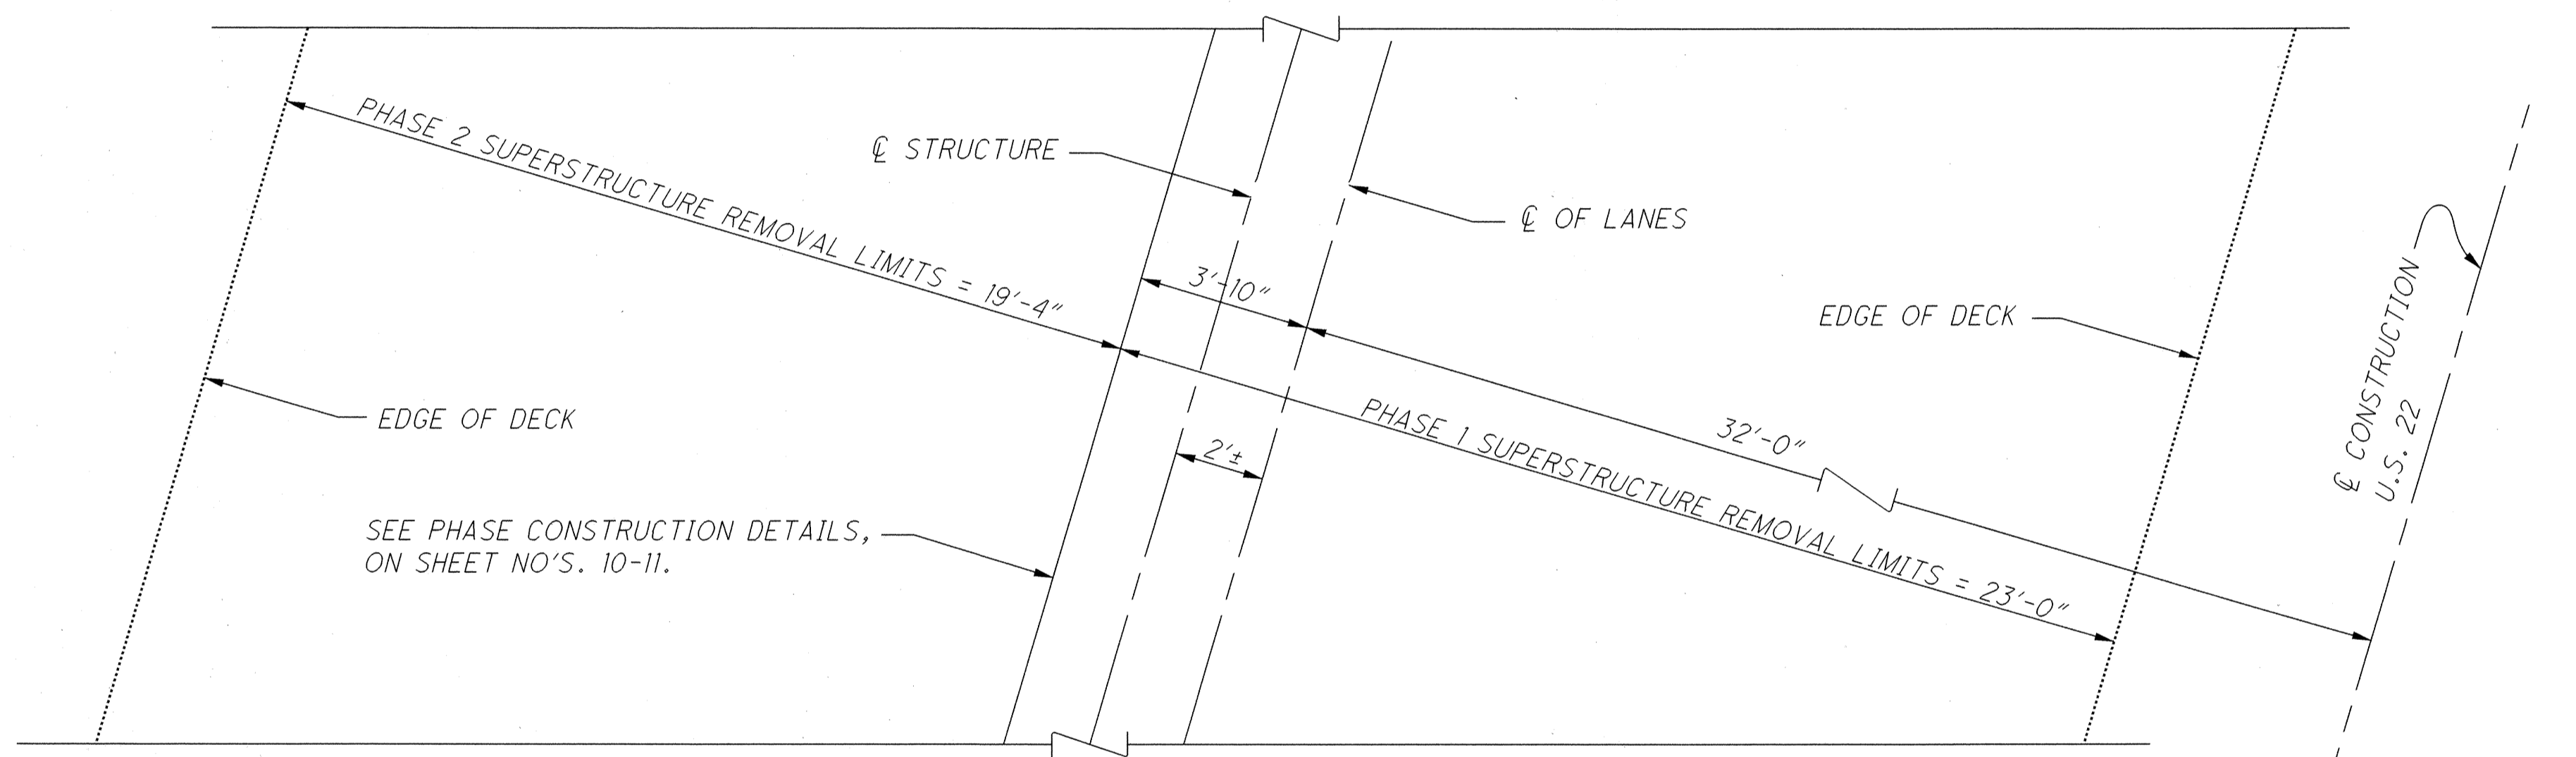 PHASE 2 SUPERSTRUCTURE REMOVAL LIMITS = 19'-4"
℄ STRUCTURE
℄ OF LANES
3'-10"
EDGE OF DECK
℄ CONSTRUCTION
U.S. 22
EDGE OF DECK
32'-0"
PHASE 1 SUPERSTRUCTURE REMOVAL LIMITS = 23'-0"
2'±
SEE PHASE CONSTRUCTION DETAILS,
ON SHEET NO'S. 10-11.